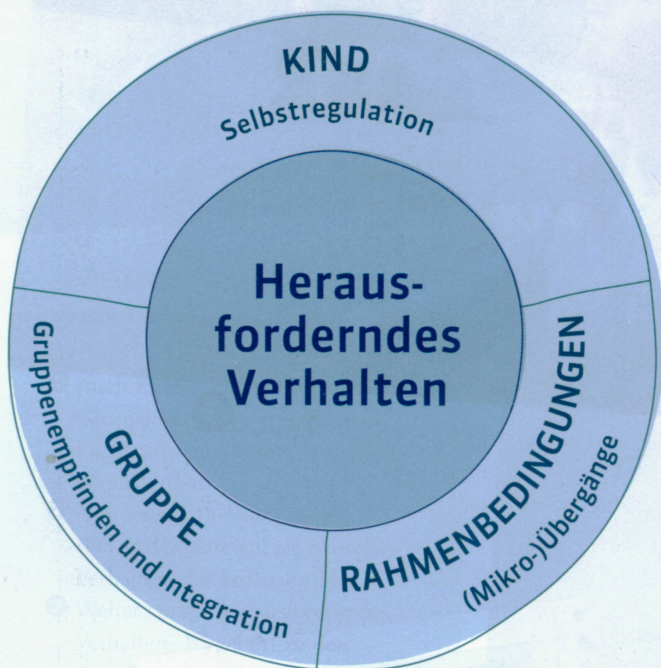 KIND
Selbstregulation
Heraus-
forderndes
Verhalten
GRUPPE
Gruppenempfinden und Integration
RAHMENBEDINGUNGEN
(Mikro-)Übergänge